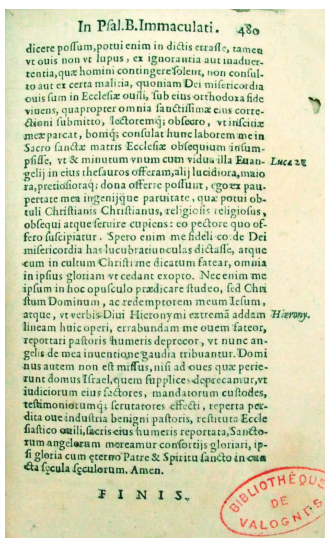 In Psal. B. Immaculati. 480
dicere possum, potui enim in dictis errasse, tamen
vt ouis non vt lupus, ex ignorantia aut inaduer-
tentia, quæ homini contingere solent, non consul-
to aut ex certa malitia, quoniam Dei misericordia
ouis sum in Ecclesiæ ouili, sub eius orthodoxa fide
viuens, quapropter omnia sanctissimæ eius corre-
ctioni submitto, lectoremq; obsecro, vt inscitiæ
meæ parcat, boniq; consulat hunc laborem me in
Sacro sanctæ matris Ecclesiæ obsequium insum-
psisse, vt & minutum vnum cum vidua illa Euan- Luca 21
gelij in eius thesauros offeram, alij lucidiora, maio
ra, pretiosioraq; dona offerre possunt, ego ex pau-
pertate mea ingenijque paruitate, quæ potui ob-
tuli Christianis Christianus, religiosis religiosus,
obsequi atque seruire cupiens: eo pectore quo of-
fero suscipiatur. Spero enim me fideli corde Dei
misericordia has lucubratiunculas dictasse, atque
cum in cultum Christi me dicatum fatear, omnia
in ipsius gloriam vt cedant exopto. Nec enim me
ipsum in hoc opusculo prædicare studeo, sed Chri
stum Dominum, ac redemptorem meum Iesum,
atque, vt verbis Diui Hieronymi extremã addam Hierony.
lineam huic operi, errabundam me ouem fateor,
reportari pastoris humeris deprecor, vt nunc an-
gelis de mea inuentione gaudia tribuantur. Domi
nus autem non est missus, nisi ad oues quæ perie-
runt domus Israel, quem supplices deprecamur, vt
iudiciorum eius factores, mandatorum custodes,
testimoniorumq; scrutatores effecti, reperta per-
dita oue industria benigni pastoris, restituta Eccle
siastico ouili, sacris eius humeris reportata, Sancto-
rum angelorum mereamur consortijs gloriari, ip-
si gloria cum æterno Patre & Spiritu sancto in cun
cta sæcula sæculorum. Amen.
FINIS.
BIBLIOTHÈQUE
DE
VALOGNES